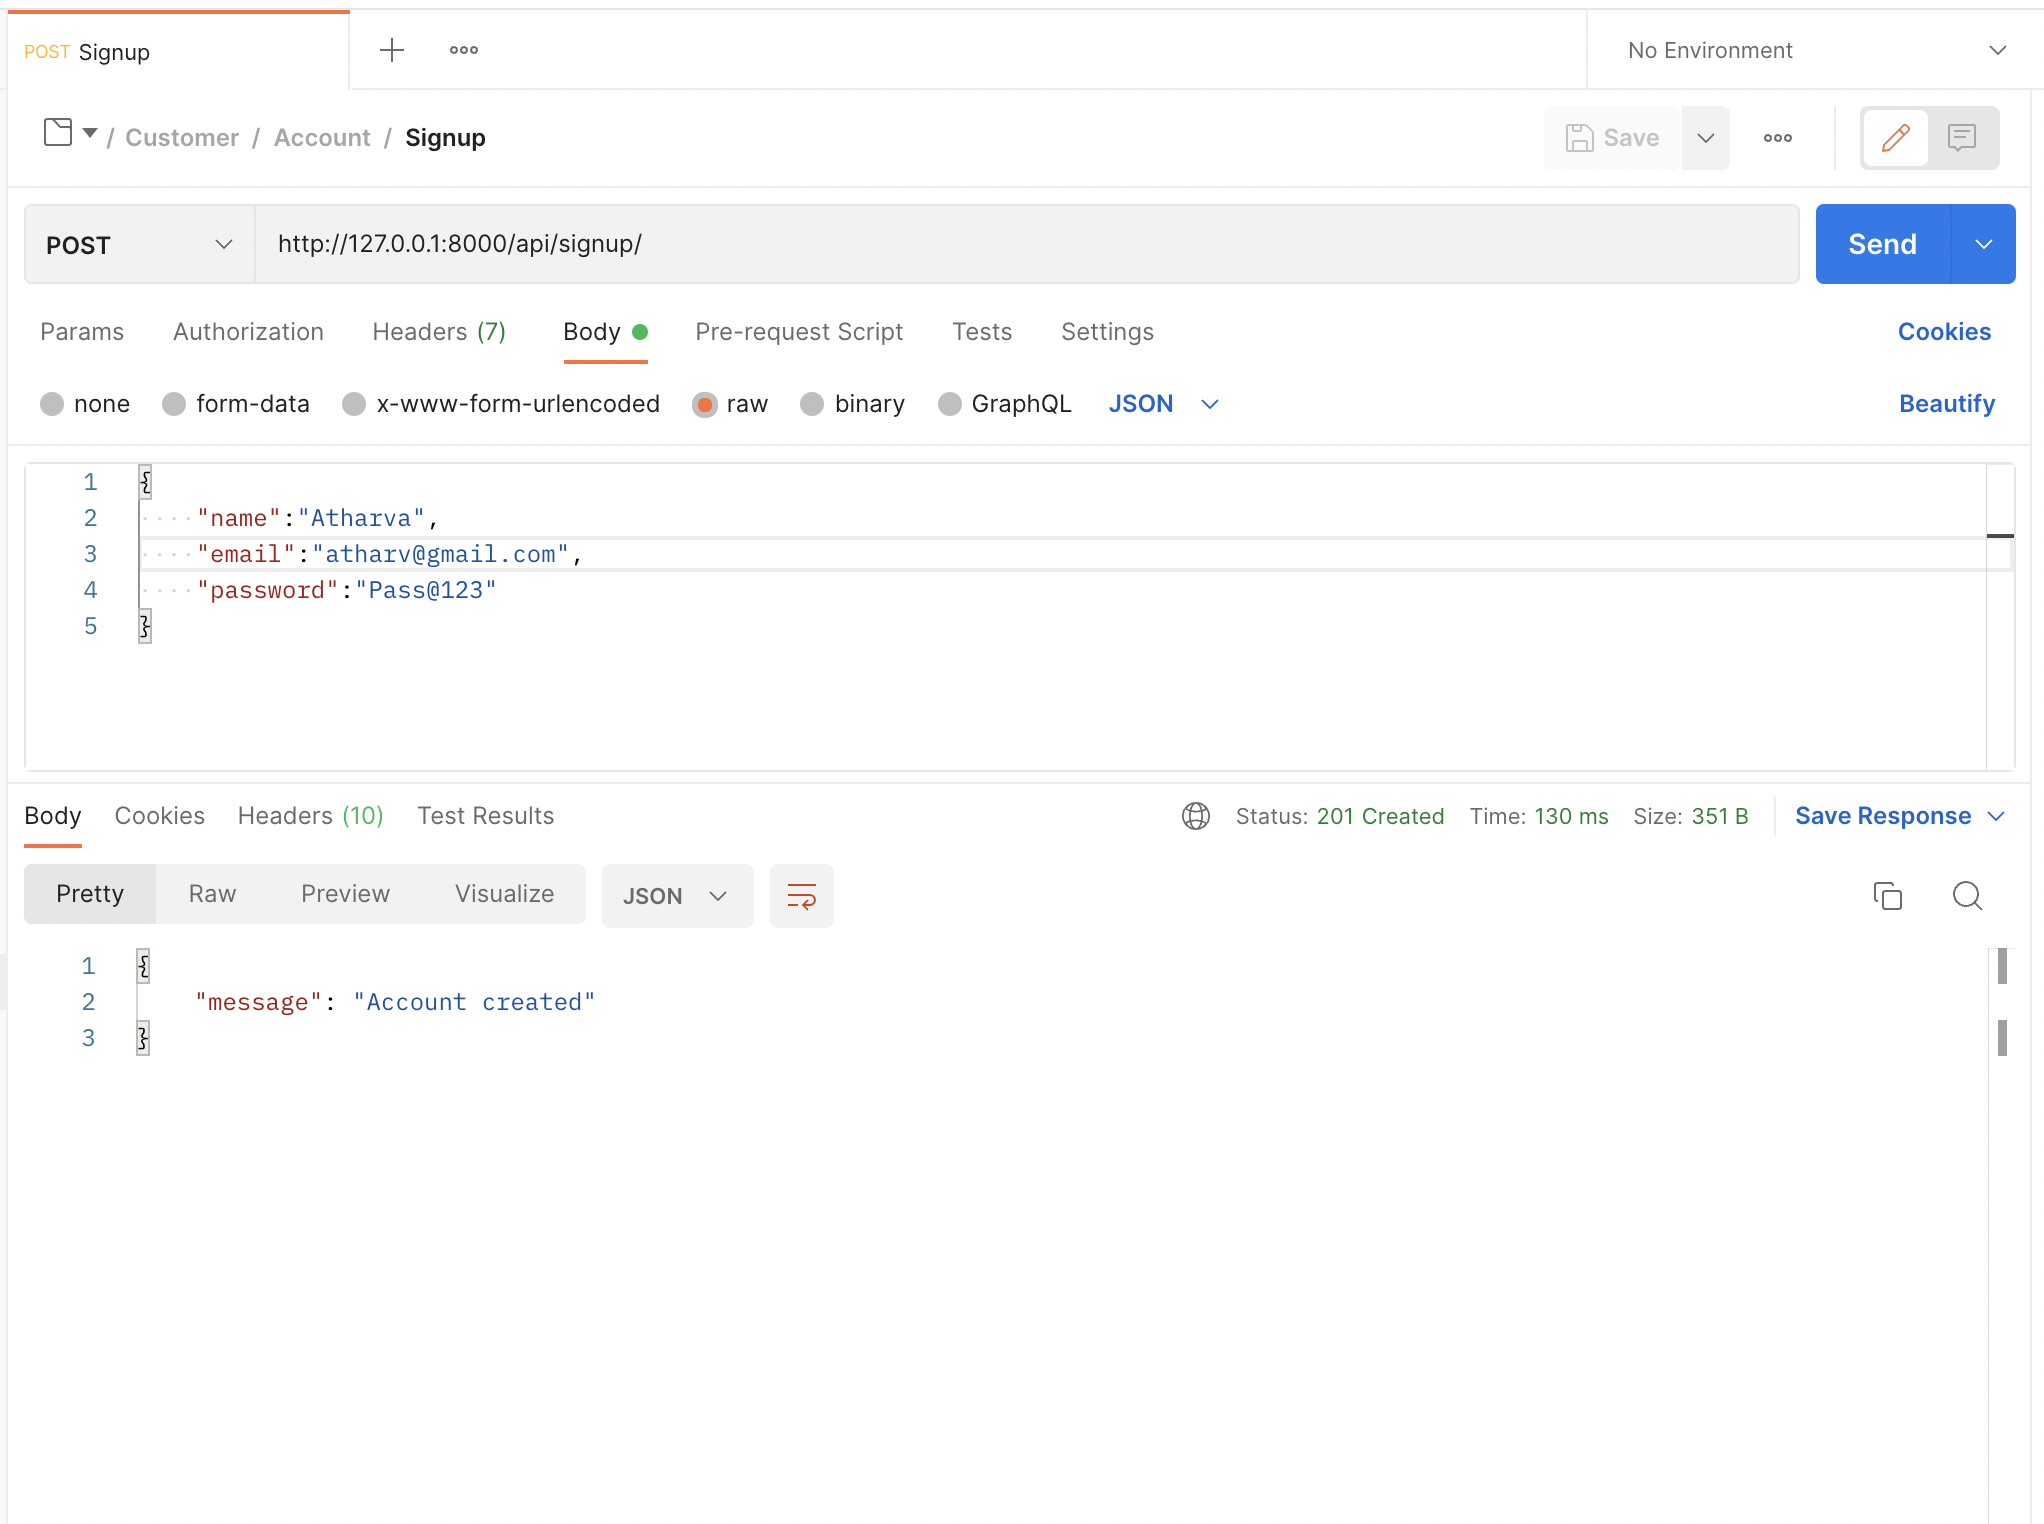 POST Signup
No Environment
/ Customer / Account / Signup
Save
POST
http://127.0.0.1:8000/api/signup/
Send
Params Authorization Headers (7) Body Pre-request Script Tests Settings Cookies
none form-data x-www-form-urlencoded raw binary GraphQL JSON Beautify
1 {
2 "name":"Atharva",
3 "email":"atharv@gmail.com",
4 "password":"Pass@123"
5 }
Body Cookies Headers (10) Test Results Status: 201 Created Time: 130 ms Size: 351 B Save Response
Pretty Raw Preview Visualize JSON
1 {
2 "message": "Account created"
3 }